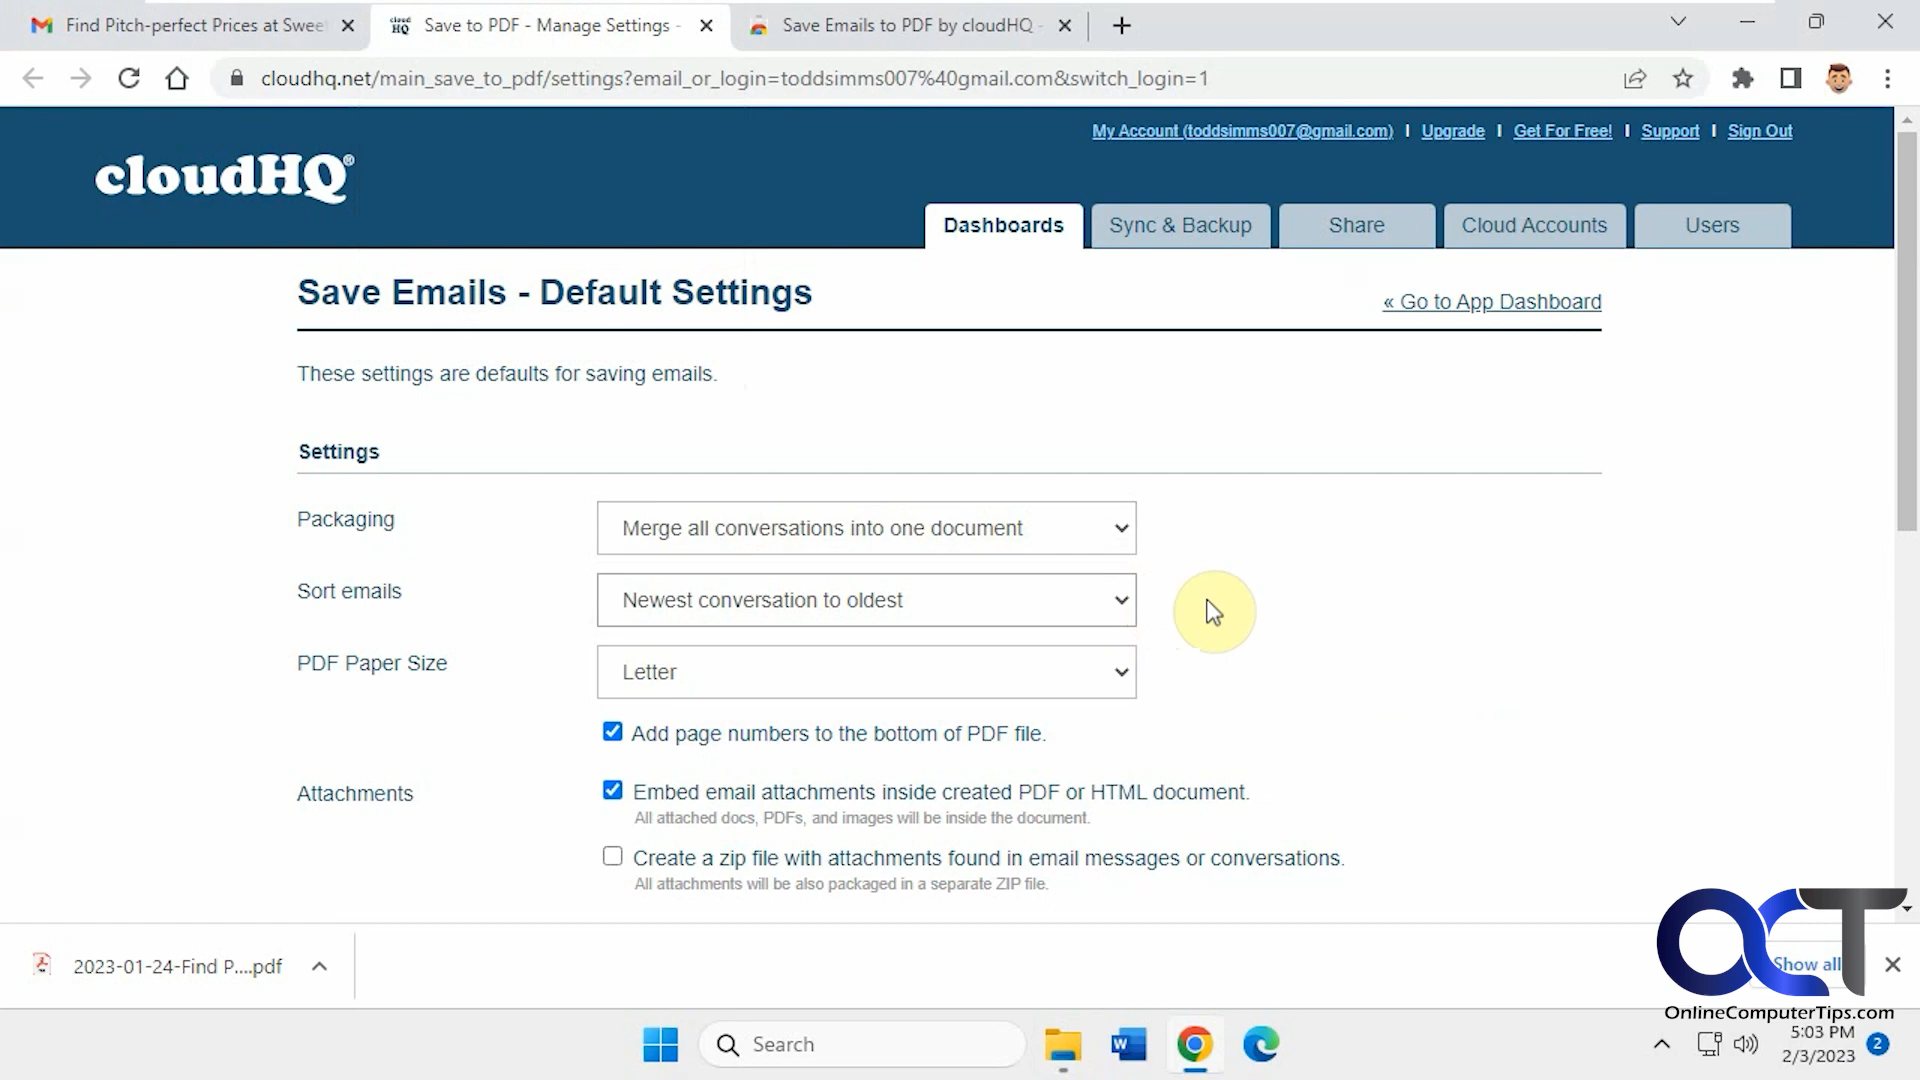 Find Pitch-perfect Prices at Swee
Save to PDF - Manage Settings -
Save Emails to PDF by cloudHQ -
cloudhq.net/main_save_to_pdf/settings?email_or_login=toddsimms007%40gmail.com&switch_login=1
My Account (toddsimms007@gmail.com) | Upgrade | Get For Free! | Support | Sign Out
cloudHQ®
Dashboards Sync & Backup Share Cloud Accounts Users
Save Emails - Default Settings
« Go to App Dashboard
These settings are defaults for saving emails.
Settings
Packaging Merge all conversations into one document
Sort emails Newest conversation to oldest
PDF Paper Size Letter
Add page numbers to the bottom of PDF file.
Attachments Embed email attachments inside created PDF or HTML document.
All attached docs, PDFs, and images will be inside the document.
Create a zip file with attachments found in email messages or conversations.
All attachments will be also packaged in a separate ZIP file.
2023-01-24-Find P....pdf
Show all
OCT
OnlineComputerTips.com
Search
5:03 PM
2/3/2023
2